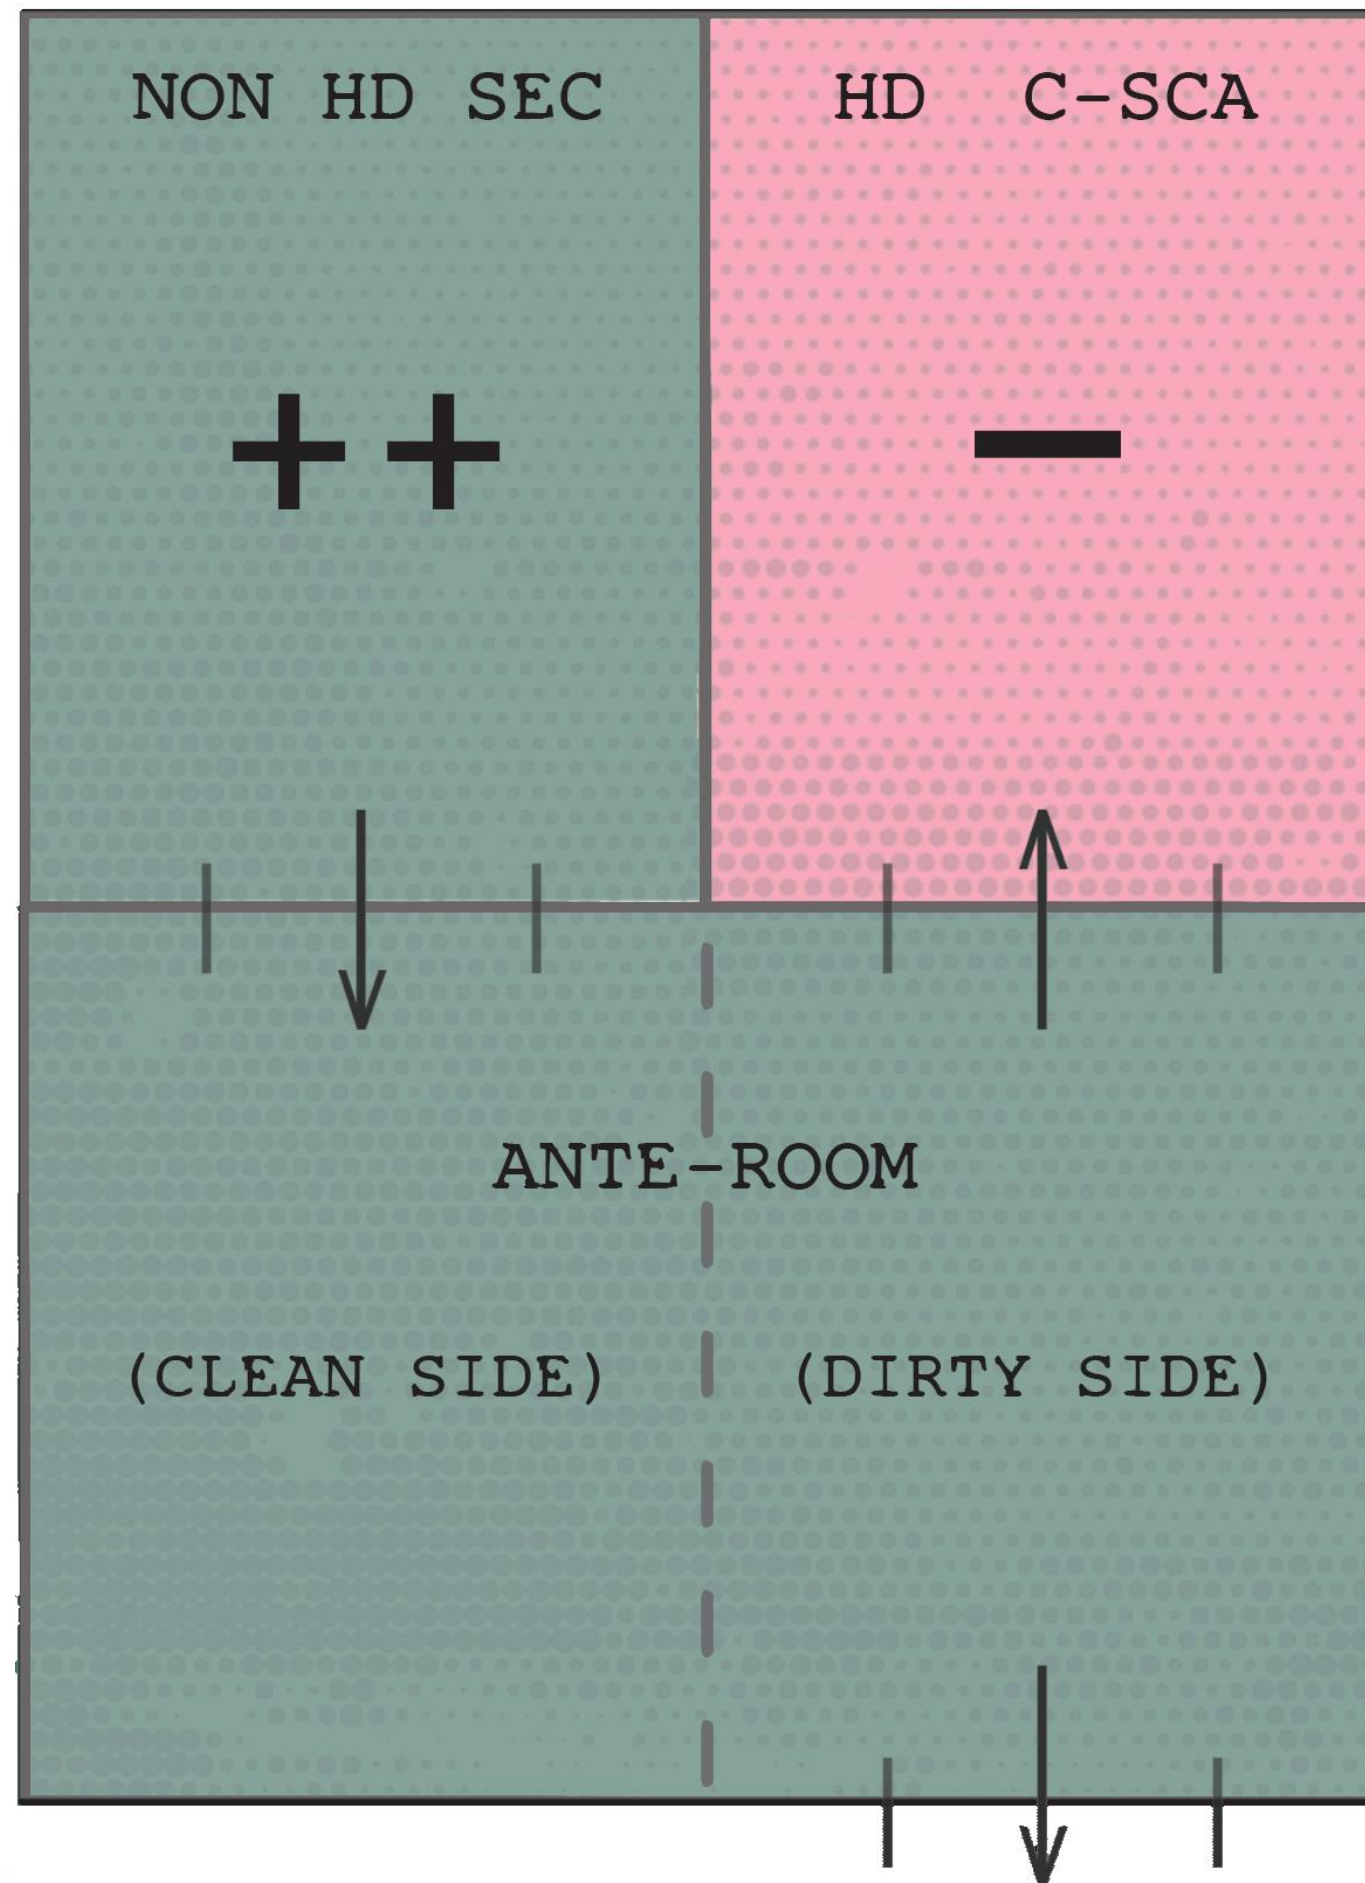 NON HD SEC
HD C-SCA
++
−
ANTE-ROOM
(CLEAN SIDE)
(DIRTY SIDE)